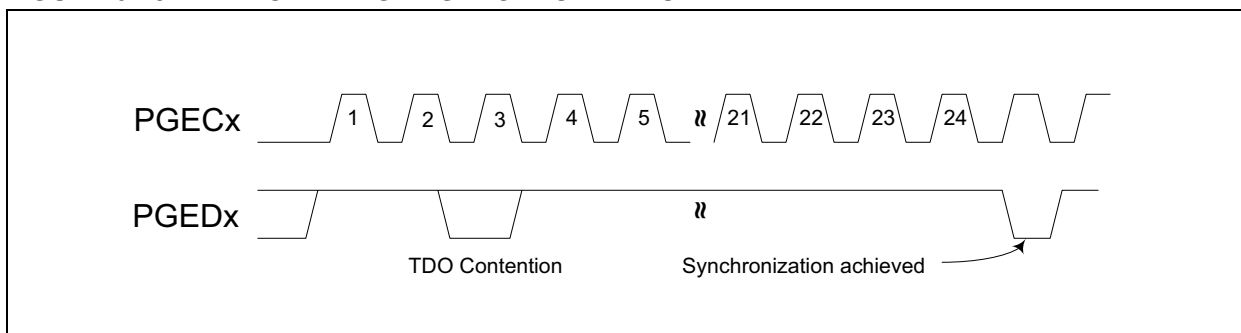 PGECx
1 2 3 4 5 ≈ 21 22 23 24
PGEDx
≈
TDO Contention Synchronization achieved